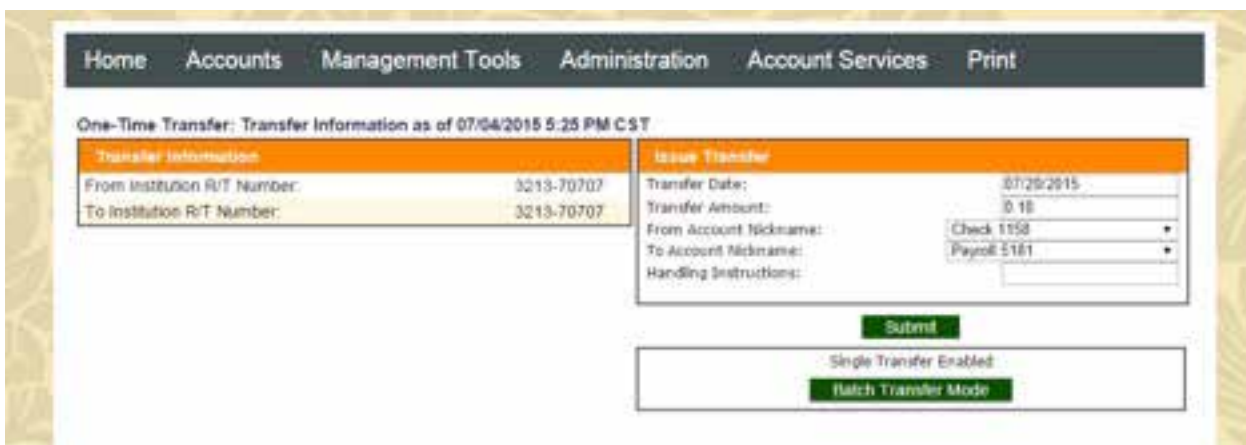 Home Accounts Management Tools Administration Account Services Print
One-Time Transfer: Transfer Information as of 07/04/2015 5:25 PM CST
Transfer Information
From Institution R/T Number: 3213-70707
To Institution R/T Number: 3213-70707
Issue Transfer
Transfer Date: 07/20/2015
Transfer Amount: 0.10
From Account Nickname: Check 1158
To Account Nickname: Payroll 5181
Handling Instructions:
Submit
Single Transfer Enabled
Batch Transfer Mode